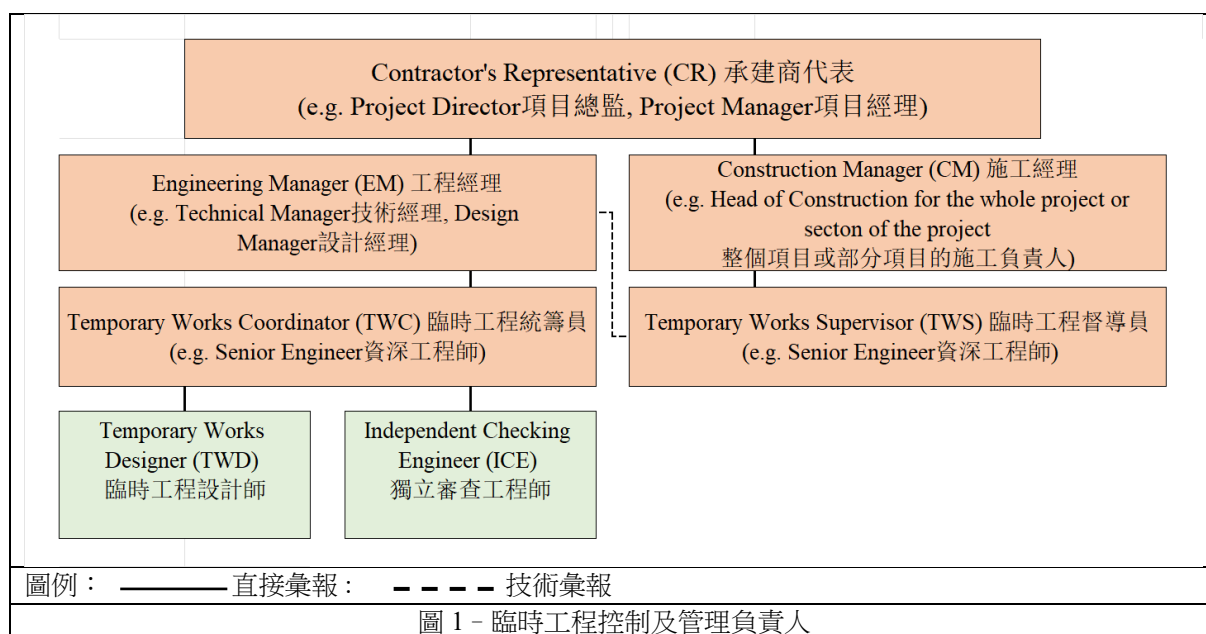 Contractor's Representative (CR) 承建商代表
(e.g. Project Director項目總監, Project Manager項目經理)
Engineering Manager (EM) 工程經理
(e.g. Technical Manager技術經理, Design
Manager設計經理)
Construction Manager (CM) 施工經理
(e.g. Head of Construction for the whole project or
secton of the project
整個項目或部分項目的施工負責人)
Temporary Works Coordinator (TWC) 臨時工程統籌員
(e.g. Senior Engineer資深工程師)
Temporary Works Supervisor (TWS) 臨時工程督導員
(e.g. Senior Engineer資深工程師)
Temporary Works
Designer (TWD)
臨時工程設計師
Independent Checking
Engineer (ICE)
獨立審查工程師
圖例： 直接彙報 : 技術彙報
圖 1 - 臨時工程控制及管理負責人